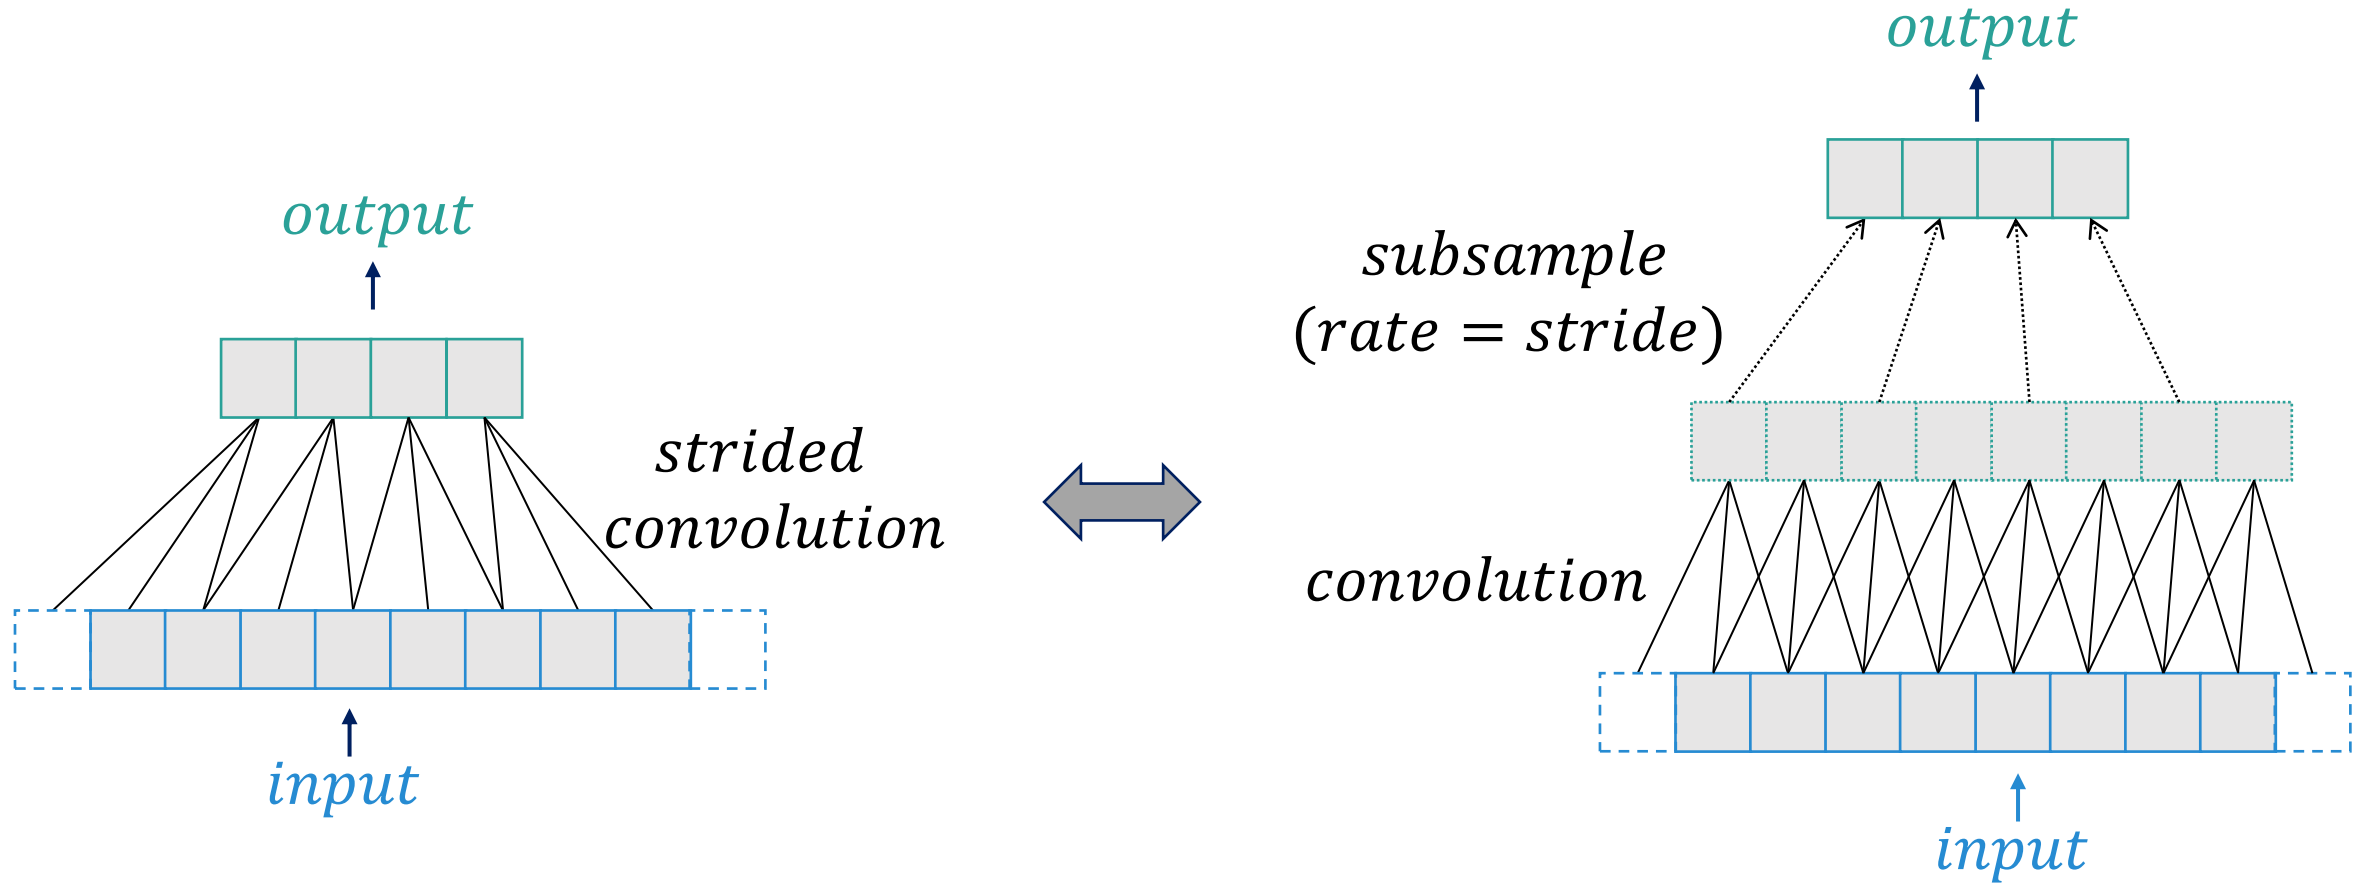 output
strided
convolution
input
output
subsample
(rate = stride)
convolution
input